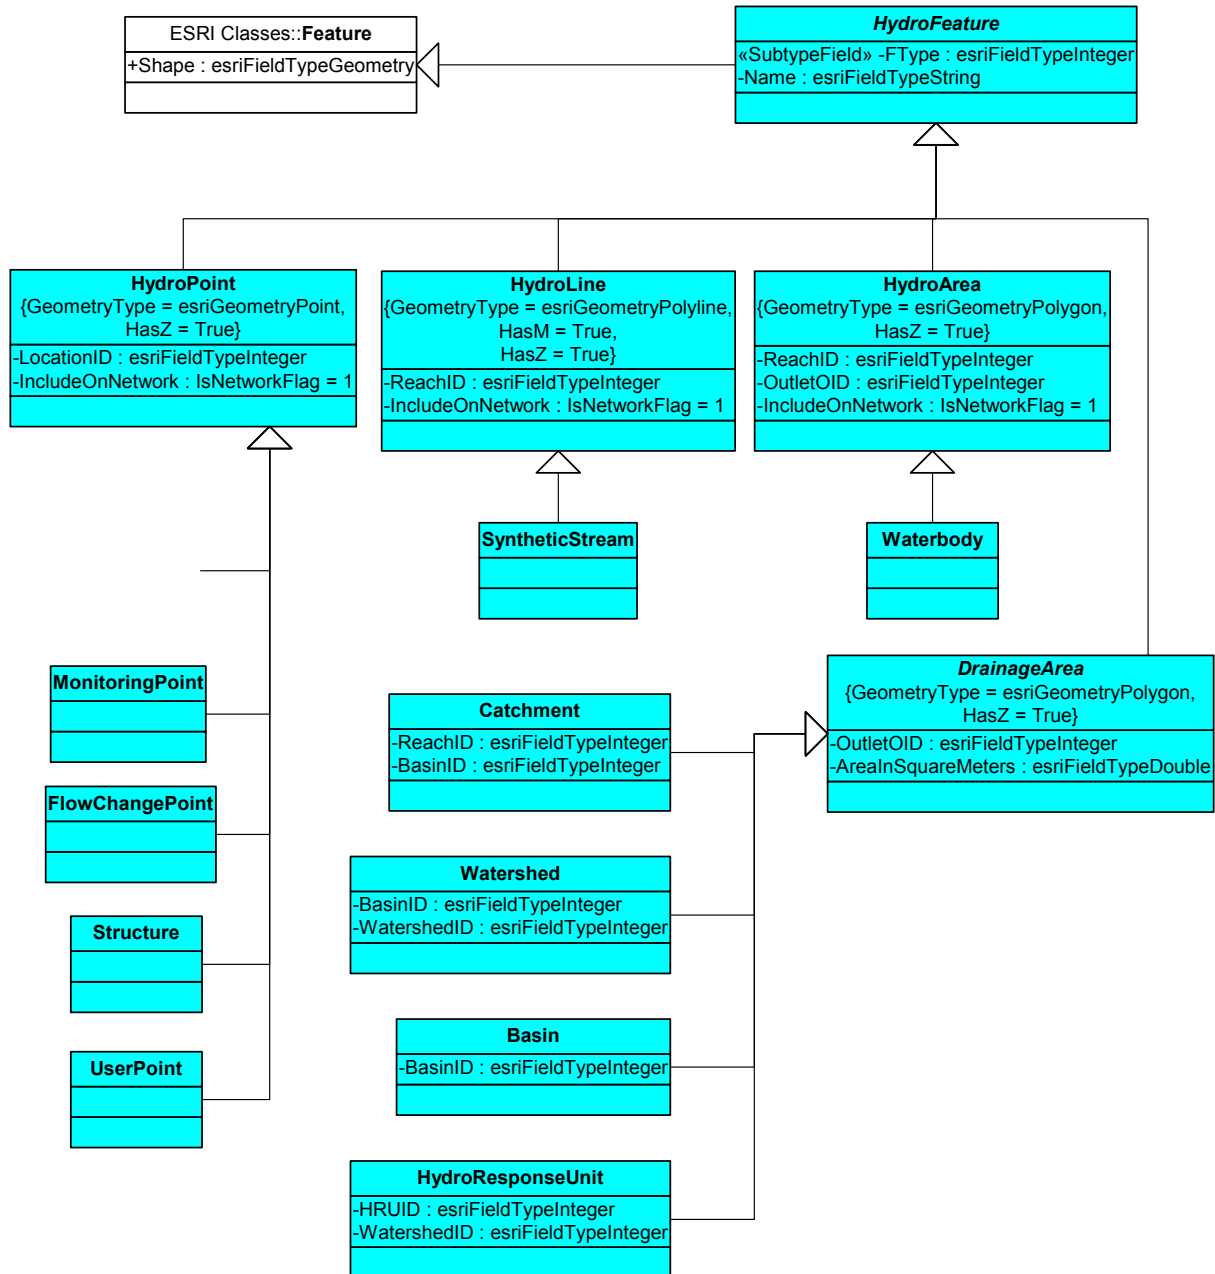 ESRI Classes::Feature
+Shape : esriFieldTypeGeometry
HydroFeature
«SubtypeField» -FType : esriFieldTypeInteger
-Name : esriFieldTypeString
HydroPoint
{GeometryType = esriGeometryPoint,
HasZ = True}
-LocationID : esriFieldTypeInteger
-IncludeOnNetwork : IsNetworkFlag = 1
HydroLine
{GeometryType = esriGeometryPolyline,
HasM = True,
HasZ = True}
-ReachID : esriFieldTypeInteger
-IncludeOnNetwork : IsNetworkFlag = 1
HydroArea
{GeometryType = esriGeometryPolygon,
HasZ = True}
-ReachID : esriFieldTypeInteger
-OutletOID : esriFieldTypeInteger
-IncludeOnNetwork : IsNetworkFlag = 1
SyntheticStream
Waterbody
MonitoringPoint
FlowChangePoint
Structure
UserPoint
DrainageArea
{GeometryType = esriGeometryPolygon,
HasZ = True}
-OutletOID : esriFieldTypeInteger
-AreaInSquareMeters : esriFieldTypeDouble
Catchment
-ReachID : esriFieldTypeInteger
-BasinID : esriFieldTypeInteger
Watershed
-BasinID : esriFieldTypeInteger
-WatershedID : esriFieldTypeInteger
Basin
-BasinID : esriFieldTypeInteger
HydroResponseUnit
-HRUID : esriFieldTypeInteger
-WatershedID : esriFieldTypeInteger